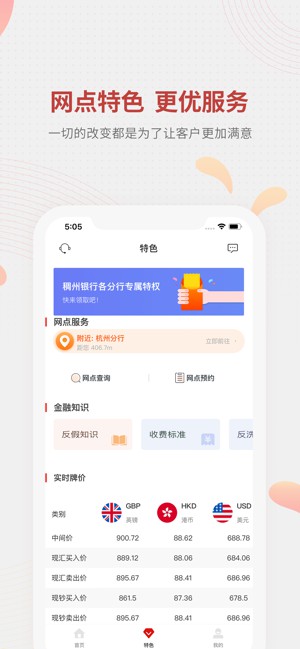 网点特色 更优服务
一切的改变都是为了让客户更加满意
5:05
特色
稠州银行各分行专属特权
快来领取吧!
网点服务
附近: 杭州分行
距您 406.7m
立即前往
网点查询
网点预约
金融知识
反假知识
收费标准
反洗
实时牌价
类别
GBP
英镑
HKD
港币
USD
美元
中间价 900.72 88.62 688.78
现汇买入价 889.12 88.06 684.06
现汇卖出价 895.67 88.41 686.96
现钞买入价 861.5 87.36 678.5
现钞卖出价 895.67 88.41 686.96
首页
特色
我的